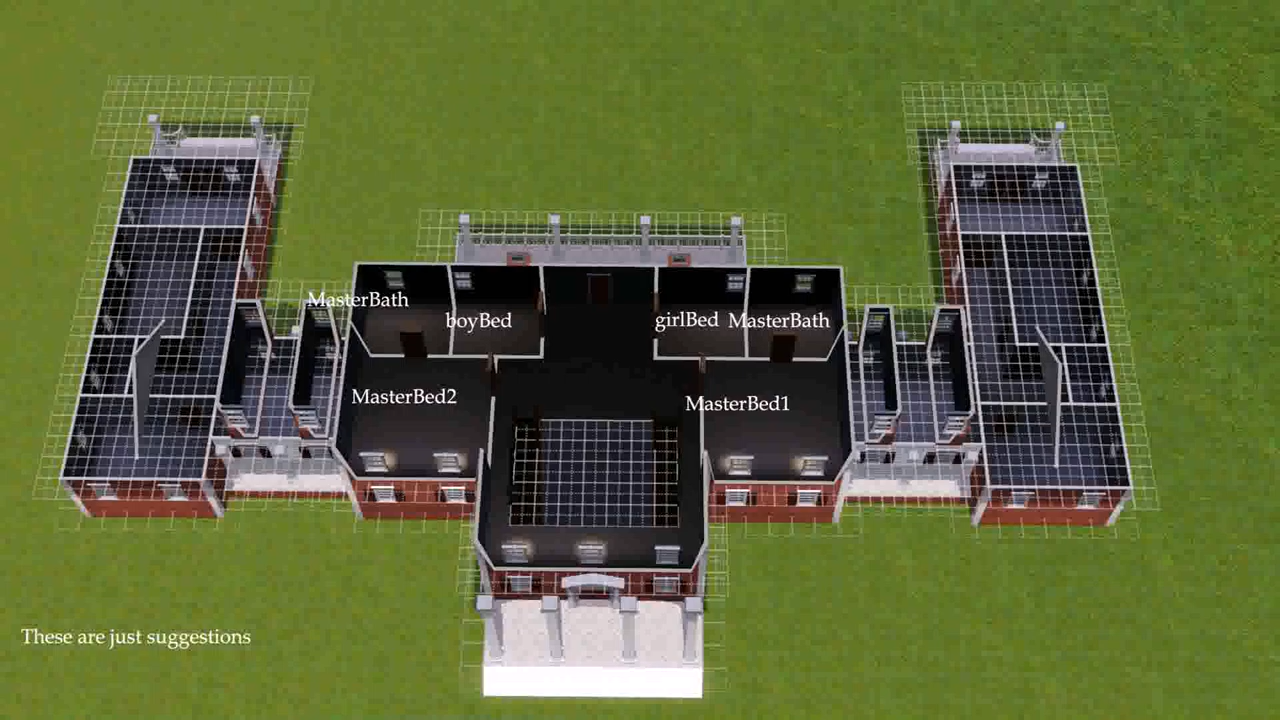 MasterBath
boyBed
girlBed
MasterBath
MasterBed2
MasterBed1
These are just suggestions